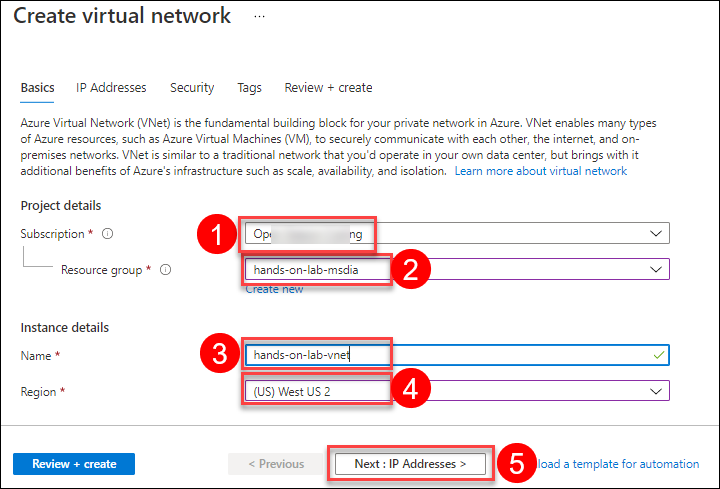 Create virtual network ...
Basics IP Addresses Security Tags Review + create
Azure Virtual Network (VNet) is the fundamental building block for your private network in Azure. VNet enables many types
of Azure resources, such as Azure Virtual Machines (VM), to securely communicate with each other, the internet, and on-
premises networks. VNet is similar to a traditional network that you'd operate in your own data center, but brings with it
additional benefits of Azure's infrastructure such as scale, availability, and isolation. Learn more about virtual network
Project details
Subscription * 1
Resource group * hands-on-lab-msdia 2
Create new
Instance details
Name * 3 hands-on-lab-vnet
Region * (US) West US 2 4
Review + create < Previous Next : IP Addresses > 5 load a template for automation